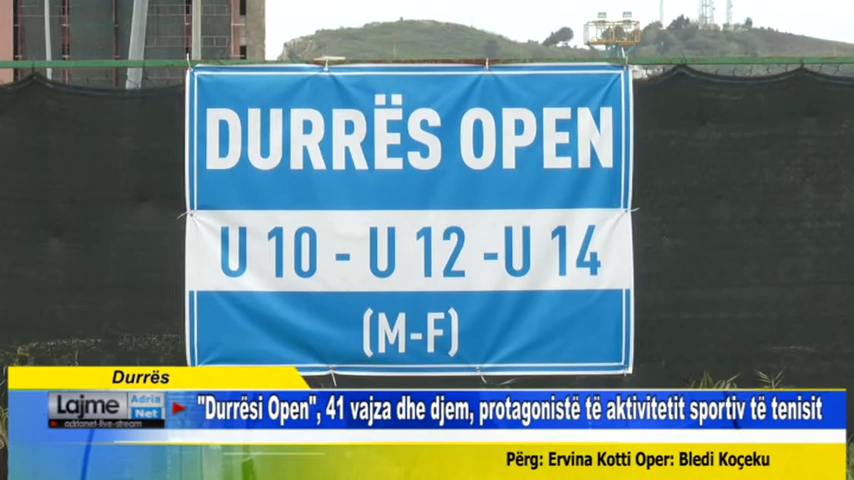 DURRËS OPEN
U 10 - U 12 -U 14
(M-F)
Durrës
Lajme Adria Net
adrianet-live-stream
"Durrësi Open", 41 vajza dhe djem, protagonistë të aktivitetit sportiv të tenisit
Përg: Ervina Kotti Oper: Bledi Koçeku